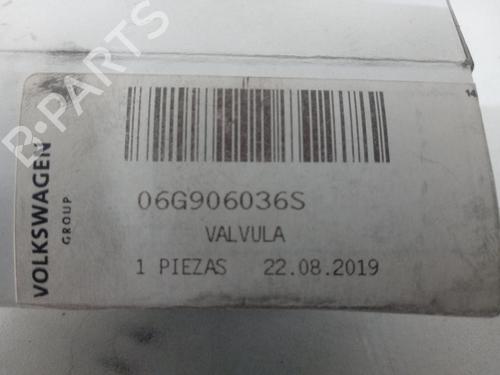 B-PARTS
14
VOLKSWAGEN
GROUP
06G906036S
VALVULA
1 PIEZAS 22.08.2019